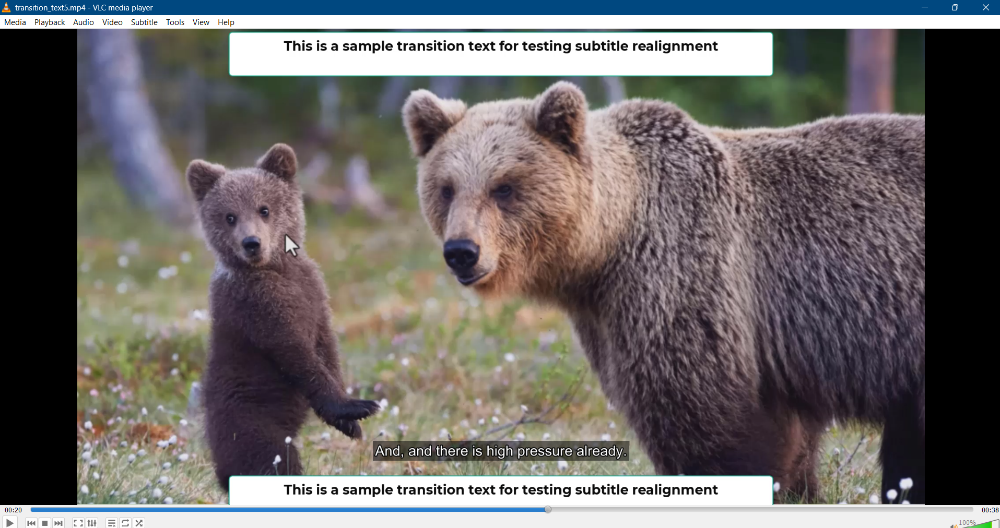 transition_text5.mp4 - VLC media player
Media Playback Audio Video Subtitle Tools View Help
This is a sample transition text for testing subtitle realignment
And, and there is high pressure already.
This is a sample transition text for testing subtitle realignment
00:20 00:38
100%